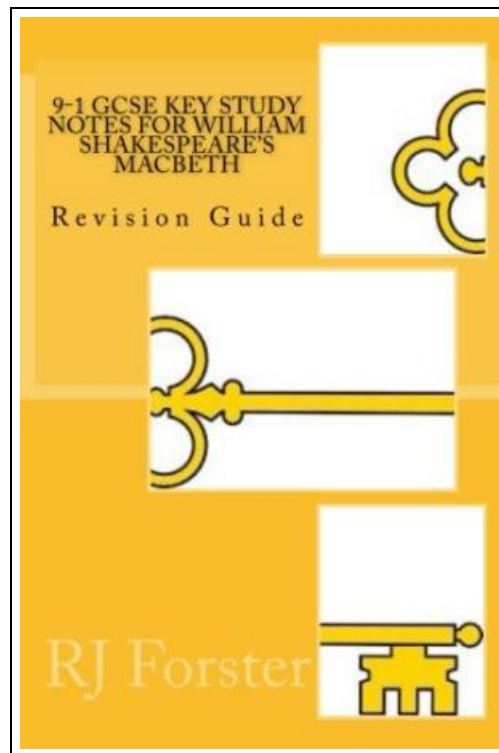 9-1 GCSE KEY STUDY
NOTES FOR WILLIAM
SHAKESPEARE'S
MACBETH
Revision Guide
RJ Forster